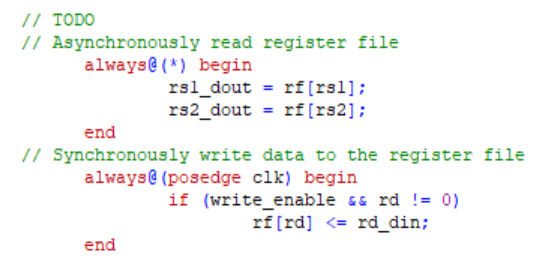 // TODO
// Asynchronously read register file
always@(*) begin
rs1_dout = rf[rs1];
rs2_dout = rf[rs2];
end
// Synchronously write data to the register file
always@(posedge clk) begin
if (write_enable && rd != 0)
rf[rd] <= rd_din;
end